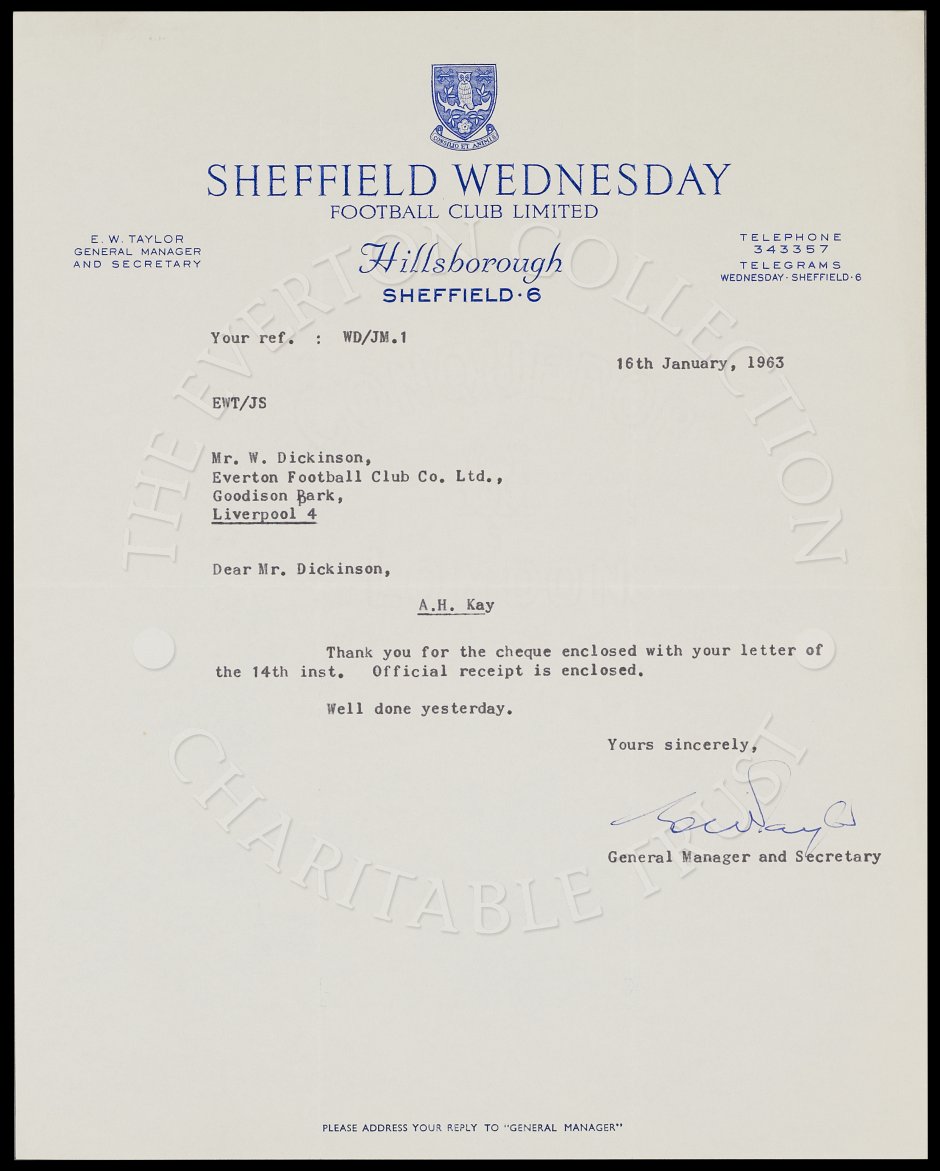 CONSILIO ET ANIMIS
SHEFFIELD WEDNESDAY
FOOTBALL CLUB LIMITED
E. W. TAYLOR
GENERAL MANAGER
AND SECRETARY
Hillsborough
SHEFFIELD · 6
TELEPHONE
343357
TELEGRAMS
WEDNESDAY · SHEFFIELD · 6
Your ref. : WD/JM.1
16th January, 1963
EWT/JS
Mr. W. Dickinson,
Everton Football Club Co. Ltd.,
Goodison Park,
Liverpool 4
Dear Mr. Dickinson,
A.H. Kay
Thank you for the cheque enclosed with your letter of
the 14th inst. Official receipt is enclosed.
Well done yesterday.
Yours sincerely,
General Manager and Secretary
PLEASE ADDRESS YOUR REPLY TO "GENERAL MANAGER"
THE EVERTON COLLECTION
CHARITABLE TRUST